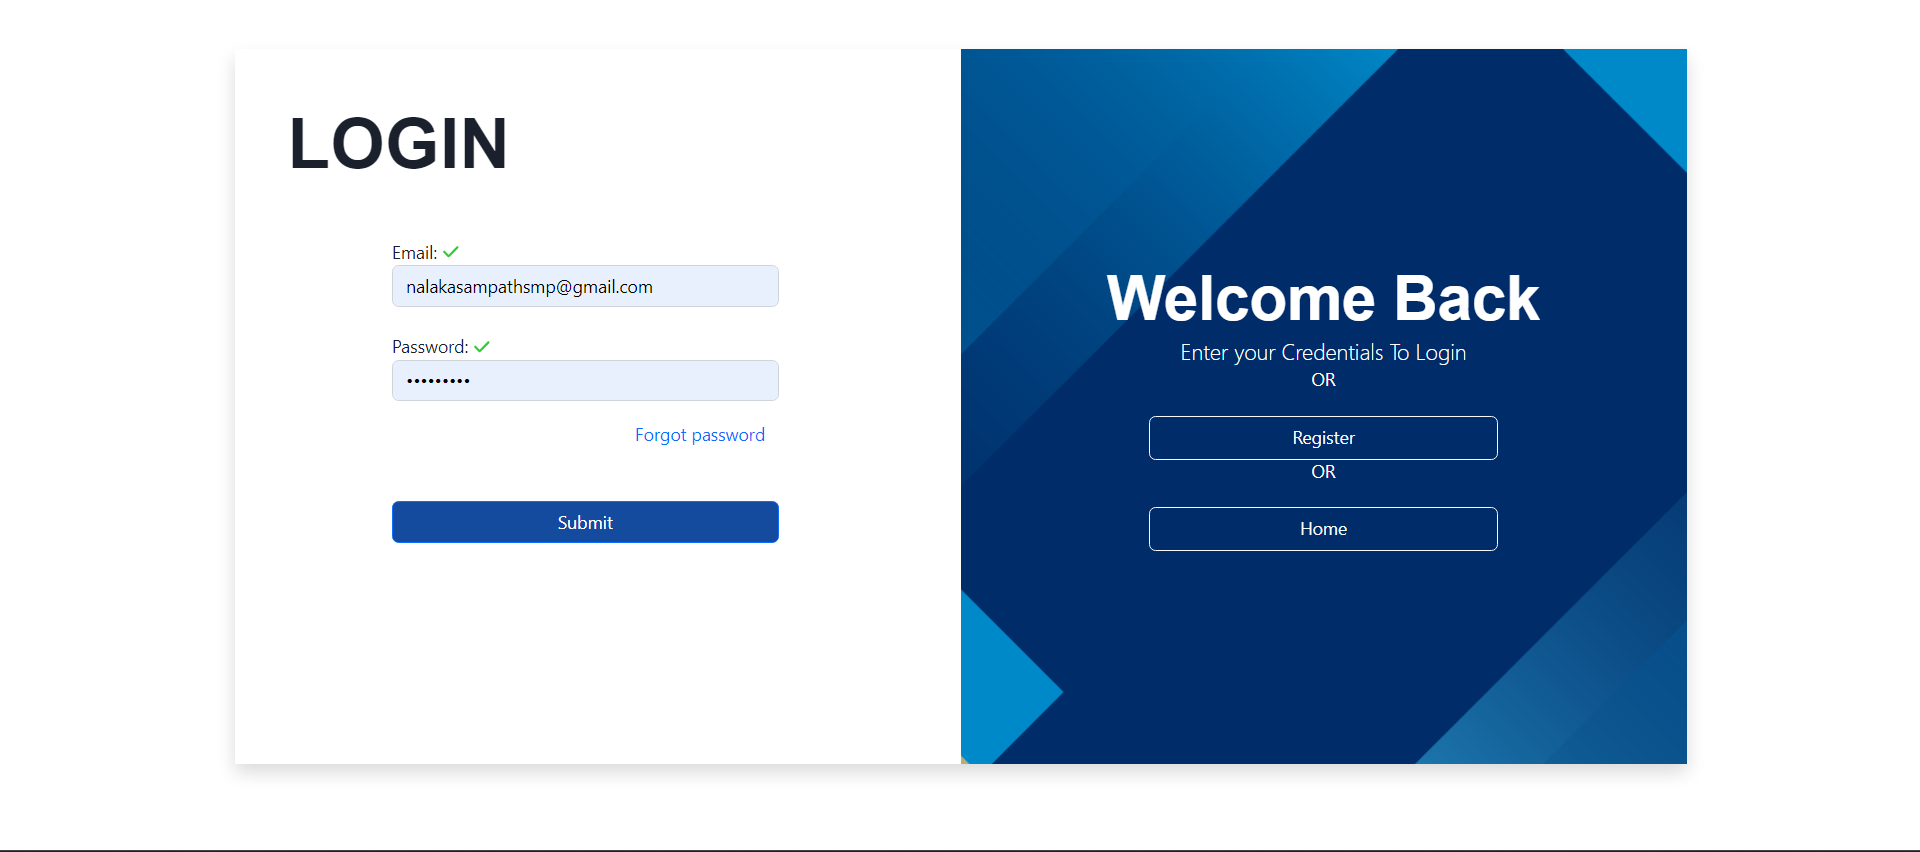 LOGIN
Email:
nalakasampathsmp@gmail.com
Password:
•••••••••
Forgot password
Submit
Welcome Back
Enter your Credentials To Login
OR
Register
OR
Home